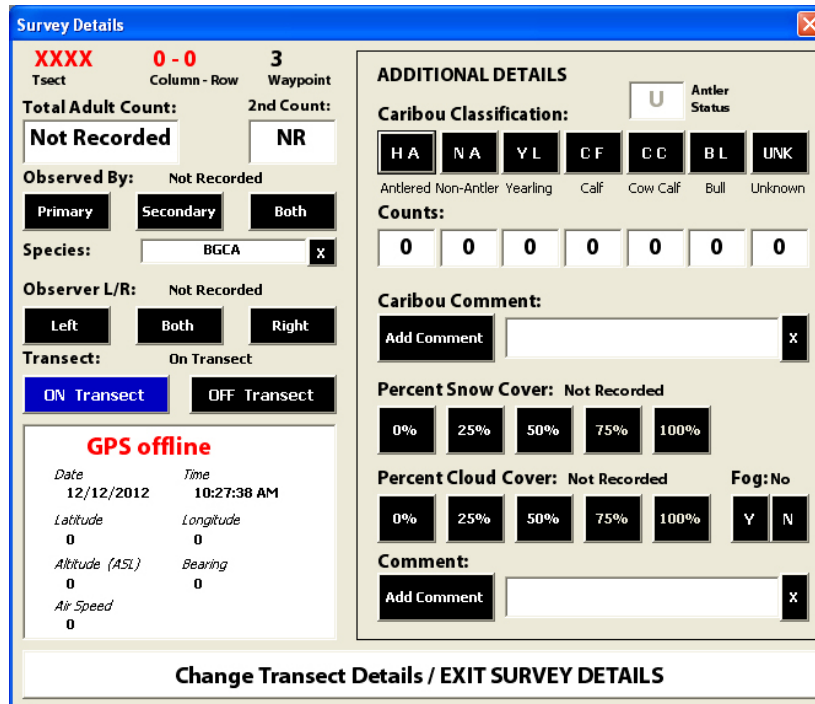 Survey Details
XXXX 0 - 0 3
Tsect Column - Row Waypoint
Total Adult Count: 2nd Count:
Not Recorded NR
Observed By: Not Recorded
Primary Secondary Both
Species: BGCA X
Observer L/R: Not Recorded
Left Both Right
Transect: On Transect
ON Transect OFF Transect
GPS offline
Date Time
12/12/2012 10:27:38 AM
Latitude Longitude
0 0
Altitude (ASL) Bearing
0 0
Air Speed
0
ADDITIONAL DETAILS
U Antler Status
Caribou Classification:
H A N A Y L C F C C B L UNK
Antlered Non-Antler Yearling Calf Cow Calf Bull Unknown
Counts:
0 0 0 0 0 0 0
Caribou Comment:
Add Comment X
Percent Snow Cover: Not Recorded
0% 25% 50% 75% 100%
Percent Cloud Cover: Not Recorded Fog: No
0% 25% 50% 75% 100% Y N
Comment:
Add Comment X
Change Transect Details / EXIT SURVEY DETAILS